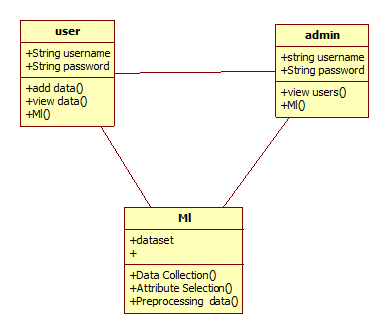 user
+String username
+String password
+add data()
+view data()
+Ml()
admin
+string username
+String password
+view users()
+Ml()
Ml
+dataset
+
+Data Collection()
+Attribute Selection()
+Preprocessing  data()